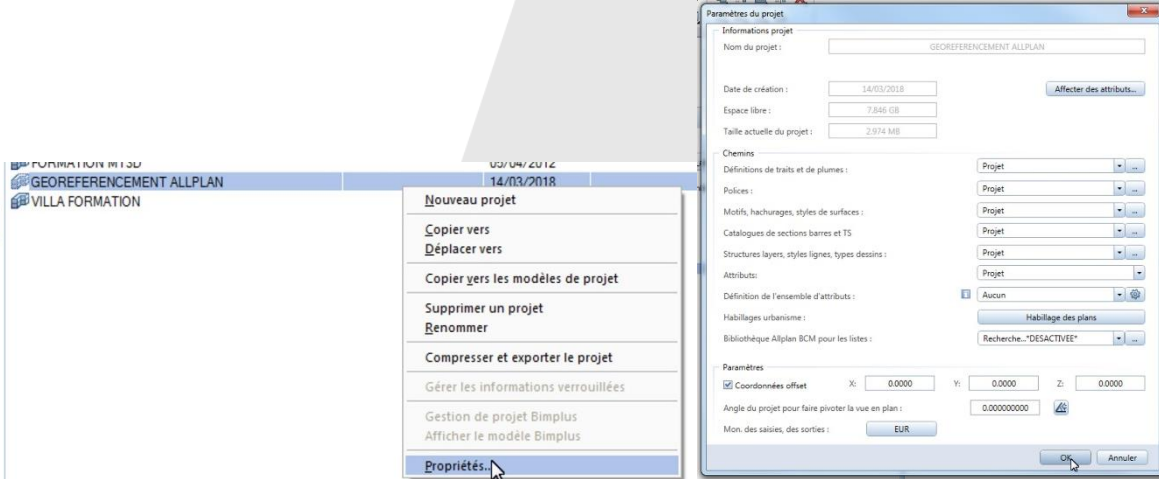 FORMATION MTSD 05/04/2012
GEOREFERENCEMENT ALLPLAN 14/03/2018
VILLA FORMATION
Nouveau projet
Copier vers
Déplacer vers
Copier vers les modèles de projet
Supprimer un projet
Renommer
Compresser et exporter le projet
Gérer les informations verrouillées
Gestion de projet Bimplus
Afficher le modèle Bimplus
Propriétés...
Paramètres du projet
Informations projet
Nom du projet : GEOREFERENCEMENT ALLPLAN
Date de création : 14/03/2018 Affecter des attributs...
Espace libre : 7.846 GB
Taille actuelle du projet : 2.974 MB
Chemins
Définitions de traits et de plumes : Projet ...
Polices : Projet ...
Motifs, hachurages, styles de surfaces : Projet ...
Catalogues de sections barres et TS Projet ...
Structures layers, styles lignes, types dessins : Projet ...
Attributs: Projet
Définition de l'ensemble d'attributs : Aucun
Habillages urbanisme : Habillage des plans
Bibliothèque Allplan BCM pour les listes : Recherche...*DESACTIVEE* ...
Paramètres
Coordonnées offset X: 0.0000 Y: 0.0000 Z: 0.0000
Angle du projet pour faire pivoter la vue en plan : 0.000000000
Mon. des saisies, des sorties : EUR
OK Annuler